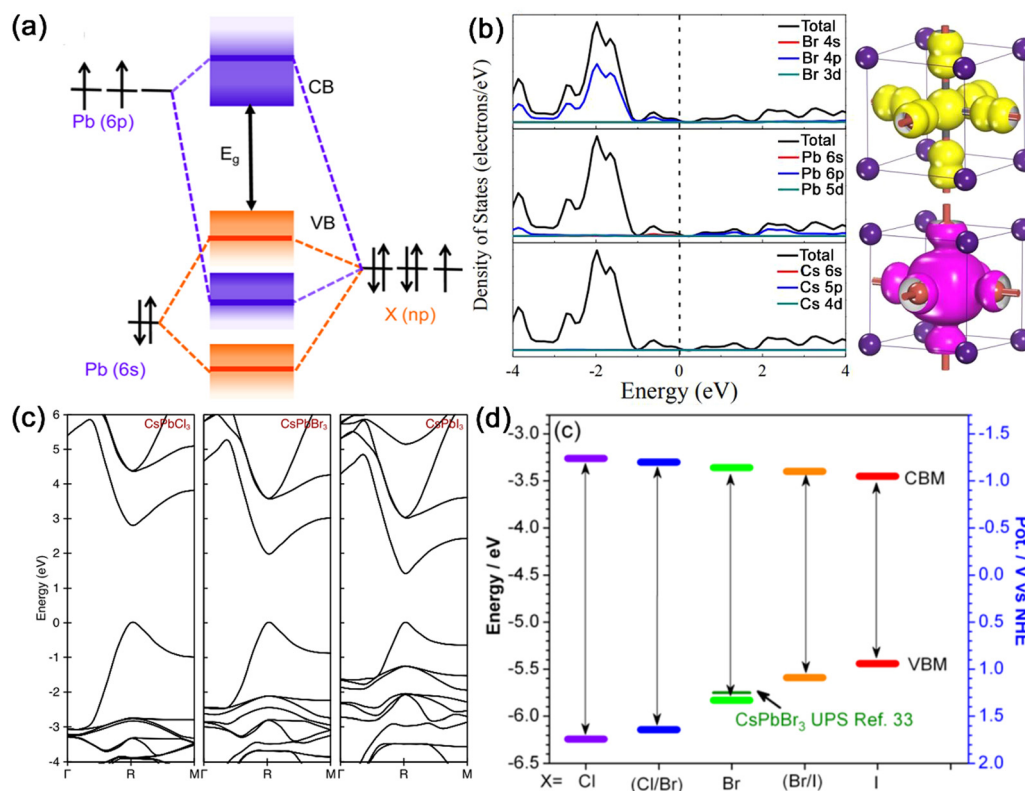 (a)
Pb (6p)
CB
E_g
VB
X (np)
Pb (6s)
(b)
Density of States (electrons/eV)
Total
Br 4s
Br 4p
Br 3d
Total
Pb 6s
Pb 6p
Pb 5d
Total
Cs 6s
Cs 5p
Cs 4d
-4 -2 0 2 4
Energy (eV)
(c)
Energy (eV)
6
5
4
3
2
1
0
-1
-2
-3
-4
CsPbCl₃
CsPbBr₃
CsPbI₃
Γ R M Γ R M Γ R M
(d)
(c)
Energy / eV
-3.0
-3.5
-4.0
-4.5
-5.0
-5.5
-6.0
-6.5
CBM
VBM
CsPbBr₃ UPS Ref. 33
X= Cl (Cl/Br) Br (Br/I) I
-1.5
-1.0
-0.5
0.0
0.5
1.0
1.5
2.0
Pot. / V Vs NHE